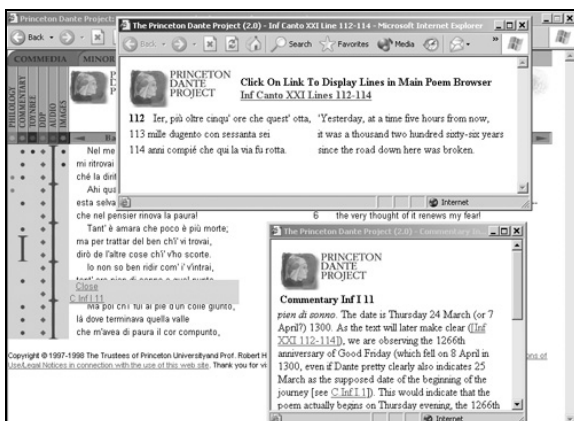 The Princeton Dante Project
The Princeton Dante Project (2.0) - Inf Canto XXI Line 112-114 - Microsoft Internet Explorer
Back
Search
Favorites
Media
Back
COMMEDIA
MINOR
PRINCETON
DANTE
PROJECT
Click On Link To Display Lines in Main Poem Browser
Inf Canto XXI Lines 112-114
112 Ier, più oltre cinqu' ore che quest' otta, 'Yesterday, at a time five hours from now,
113 mille dugento con sessanta sei it was a thousand two hundred sixty-six years
114 anni compié che qui la via fu rotta. since the road down here was broken.
Internet
PHILOLOGY
COMMENTARY
TOYNBEE
DDP
AUDIO
IMAGES
Nel me
mi ritrovai
ché la dirit
Ahi qua
esta selva
che nel pensier rinova la paura! 6 the very thought of it renews my fear!
Tant' è amara che poco è più morte;
ma per trattar del ben ch'i' vi trovai,
dirò de l'altre cose ch'i' v'ho scorte.
Io non so ben ridir com' i' v'intrai,
Close
C Inf I 11
Ma poi ch'i' fui al piè d'un colle giunto,
là dove terminava quella valle
che m'avea di paura il cor compunto,
Copyright © 1997-1998 The Trustees of Princeton Universityand Prof. Robert H
Use/Legal Notices in connection with the use of this web site. Thank you for vi
ons of
The Princeton Dante Project (2.0) - Commentary In...
PRINCETON
DANTE
PROJECT
Commentary Inf I 11
pien di sonno. The date is Thursday 24 March (or 7
April?) 1300. As the text will later make clear ([Inf
XXI 112-114]), we are observing the 1266th
anniversary of Good Friday (which fell on 8 April in
1300, even if Dante pretty clearly also indicates 25
March as the supposed date of the beginning of the
journey [see C Inf I 1]). This would indicate that the
poem actually begins on Thursday evening, the 1266th
Internet